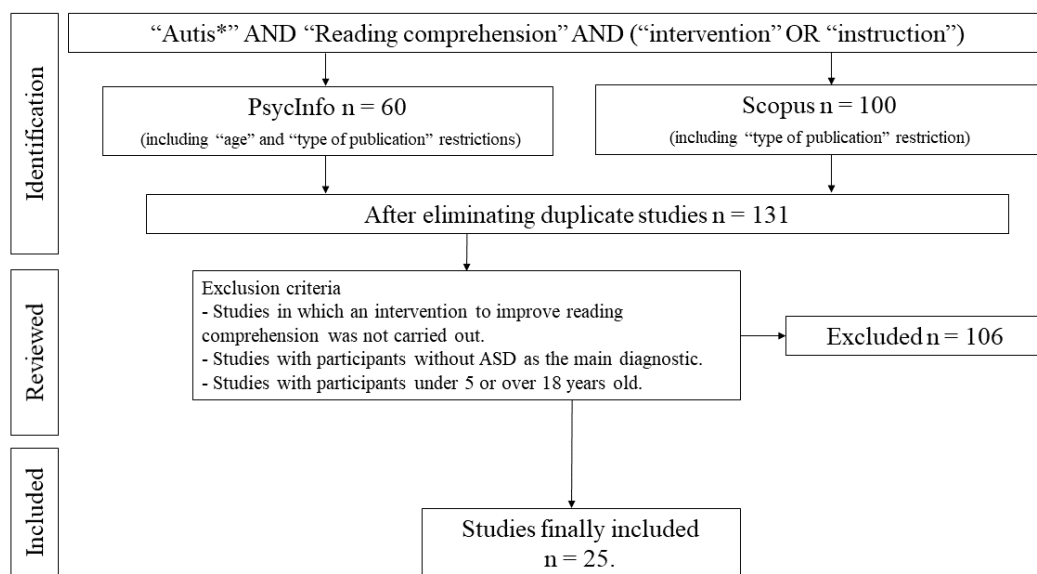 “Autis*” AND “Reading comprehension” AND (“intervention” OR “instruction”)
Identification
PsycInfo n = 60
(including “age” and “type of publication” restrictions)
Scopus n = 100
(including “type of publication” restriction)
After eliminating duplicate studies n = 131
Reviewed
Exclusion criteria
- Studies in which an intervention to improve reading
comprehension was not carried out.
- Studies with participants without ASD as the main diagnostic.
- Studies with participants under 5 or over 18 years old.
Excluded n = 106
Included
Studies finally included
n = 25.